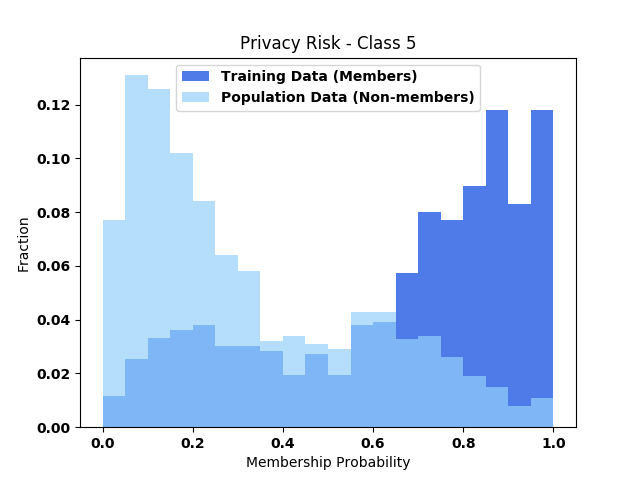 Privacy Risk - Class 5
Training Data (Members)
Population Data (Non-members)
0.12
0.10
0.08
0.06
0.04
0.02
0.00
Fraction
0.0 0.2 0.4 0.6 0.8 1.0
Membership Probability